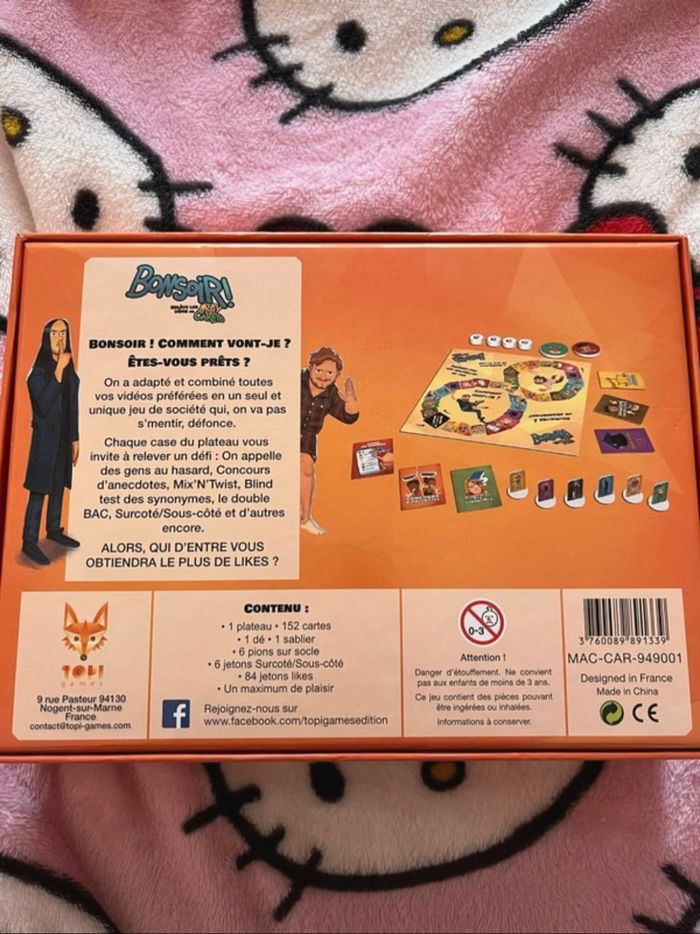 BONSOIR!
BONSOIR ! COMMENT VONT-JE ?
ÊTES-VOUS PRÊTS ?
On a adapté et combiné toutes
vos vidéos préférées en un seul et
unique jeu de société qui, on va pas
s'mentir, défonce.
Chaque case du plateau vous
invite à relever un défi : On appelle
des gens au hasard, Concours
d'anecdotes, Mix'N'Twist, Blind
test des synonymes, le double
BAC, Surcoté/Sous-côté et d'autres
encore.
ALORS, QUI D'ENTRE VOUS
OBTIENDRA LE PLUS DE LIKES ?
TOPI
games
9 rue Pasteur 94130
Nogent-sur-Marne
France
contact@topi-games.com
CONTENU :
• 1 plateau • 152 cartes
• 1 dé • 1 sablier
• 6 pions sur socle
• 6 jetons Surcoté/Sous-côté
• 84 jetons likes
• Un maximum de plaisir
f
Rejoignez-nous sur
www.facebook.com/topigamesedition
0-3
Attention !
Danger d'étouffement. Ne convient
pas aux enfants de moins de 3 ans.
Ce jeu contient des pièces pouvant
être ingérées ou inhalées.
Informations à conserver.
3 760089 891339
MAC-CAR-949001
Designed in France
Made in China
CE